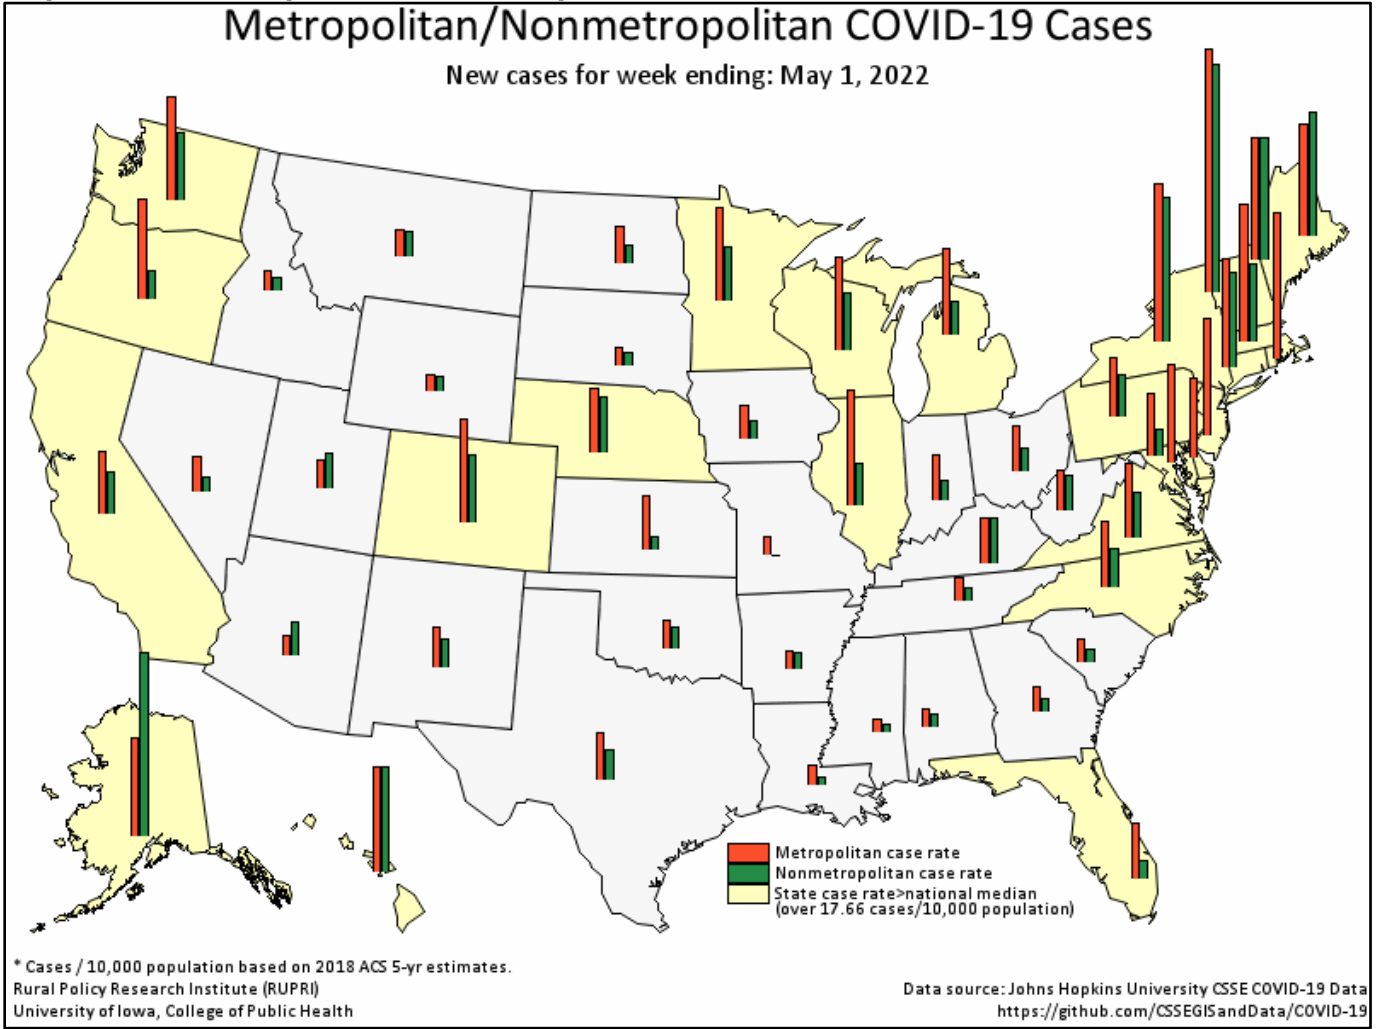 Metropolitan/Nonmetropolitan COVID-19 Cases
New cases for week ending: May 1, 2022
Metropolitan case rate
Nonmetropolitan case rate
State case rate>national median
(over 17.66 cases/10,000 population)
* Cases / 10,000 population based on 2018 ACS 5-yr estimates.
Rural Policy Research Institute (RUPRI)
University of Iowa, College of Public Health
Data source: Johns Hopkins University CSSE COVID-19 Data
https://github.com/CSSEGISandData/COVID-19